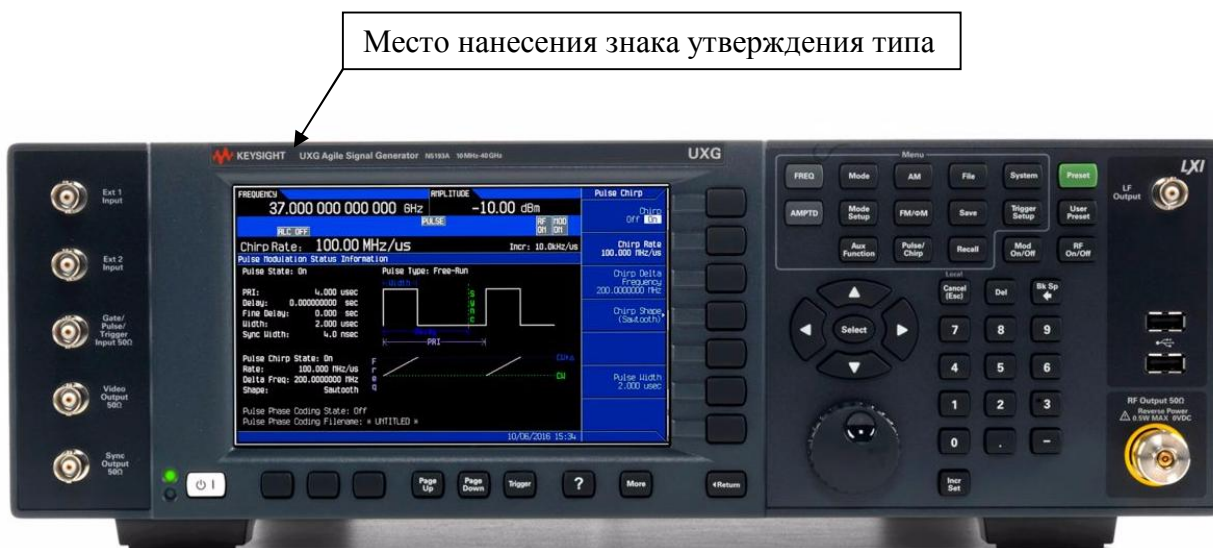 Место нанесения знака утверждения типа
KEYSIGHT UXG Agile Signal Generator N5193A 10 MHz-40 GHz
UXG
Ext 1
Input
Ext 2
Input
Gate/
Pulse/
Trigger
Input 50Ω
Video
Output
50Ω
Sync
Output
50Ω
FREQUENCY
37.000 000 000 000 GHz
AMPLITUDE
-10.00 dBm
PULSE
RF ON
MOD ON
ALC OFF
Chirp Rate: 100.00 MHz/us
Incr: 10.0kHz/us
Pulse Modulation Status Information
Pulse State: On
Pulse Type: Free-Run
PRI: 4.000 usec
Delay: 0.00000000 sec
Fine Delay: 0.000 sec
Width: 2.000 usec
Sync Width: 4.0 nsec
Width
Sync
Delay
PRI
Pulse Chirp State: On
Rate: 100.000 MHz/us
Delta Freq: 200.0000000 MHz
Shape: Sawtooth
Freq
CW+Δ
CW
Pulse Phase Coding State: Off
Pulse Phase Coding Filename: * UNTITLED *
10/06/2016 15:34
Pulse Chirp
Chirp
Off On
Chirp Rate
100.000 MHz/us
Chirp Delta
Frequency
200.0000000 MHz
Chirp Shape
(Sawtooth)
Pulse Width
2.000 usec
Page
Up
Page
Down
Trigger
?
More
Return
Menu
FREQ
Mode
AM
File
System
Preset
AMPTD
Mode
Setup
FM/ΦM
Save
Trigger
Setup
User
Preset
Aux
Function
Pulse/
Chirp
Recall
Mod
On/Off
RF
On/Off
Local
Cancel
(Esc)
Del
Bk Sp
Select
7
8
9
4
5
6
1
2
3
0
.
-
Incr
Set
LXI
LF
Output
RF Output 50Ω
Reverse Power
0.5W MAX 0VDC